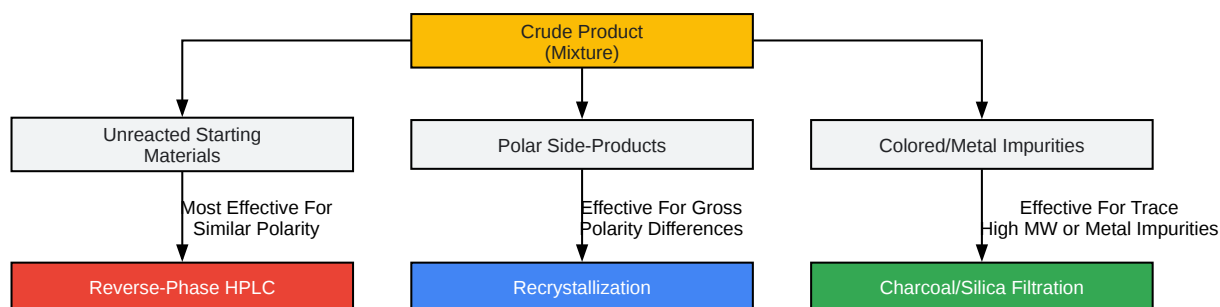 Crude Product
(Mixture)
Unreacted Starting
Materials
Polar Side-Products
Colored/Metal Impurities
Most Effective For
Similar Polarity
Effective For Gross
Polarity Differences
Effective For Trace
High MW or Metal Impurities
Reverse-Phase HPLC
Recrystallization
Charcoal/Silica Filtration